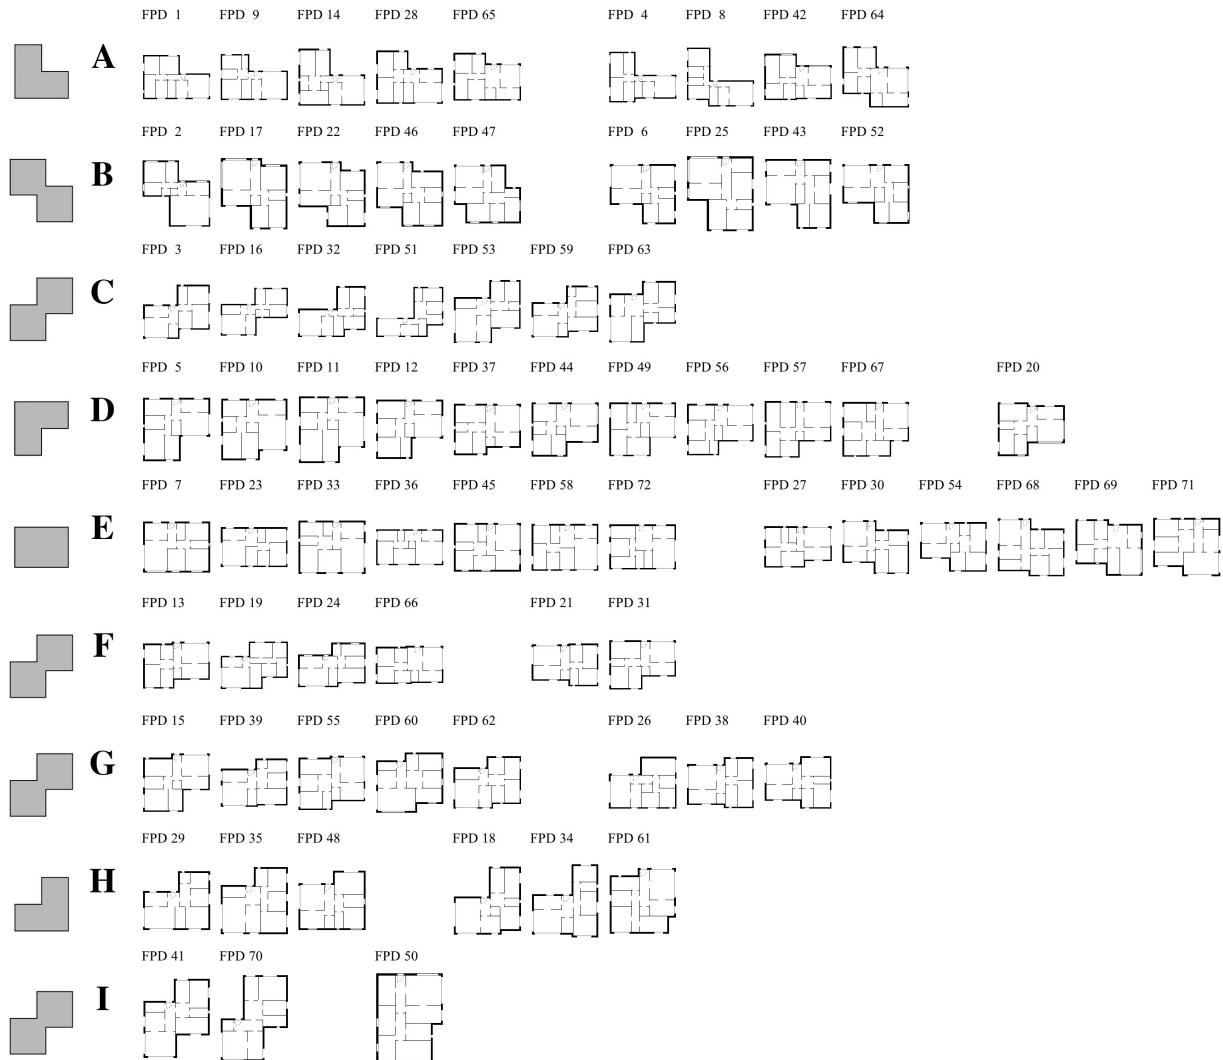 FPD 1 FPD 9 FPD 14 FPD 28 FPD 65 FPD 4 FPD 8 FPD 42 FPD 64
A
FPD 2 FPD 17 FPD 22 FPD 46 FPD 47 FPD 6 FPD 25 FPD 43 FPD 52
B
FPD 3 FPD 16 FPD 32 FPD 51 FPD 53 FPD 59 FPD 63
C
FPD 5 FPD 10 FPD 11 FPD 12 FPD 37 FPD 44 FPD 49 FPD 56 FPD 57 FPD 67 FPD 20
D
FPD 7 FPD 23 FPD 33 FPD 36 FPD 45 FPD 58 FPD 72 FPD 27 FPD 30 FPD 54 FPD 68 FPD 69 FPD 71
E
FPD 13 FPD 19 FPD 24 FPD 66 FPD 21 FPD 31
F
FPD 15 FPD 39 FPD 55 FPD 60 FPD 62 FPD 26 FPD 38 FPD 40
G
FPD 29 FPD 35 FPD 48 FPD 18 FPD 34 FPD 61
H
FPD 41 FPD 70 FPD 50
I